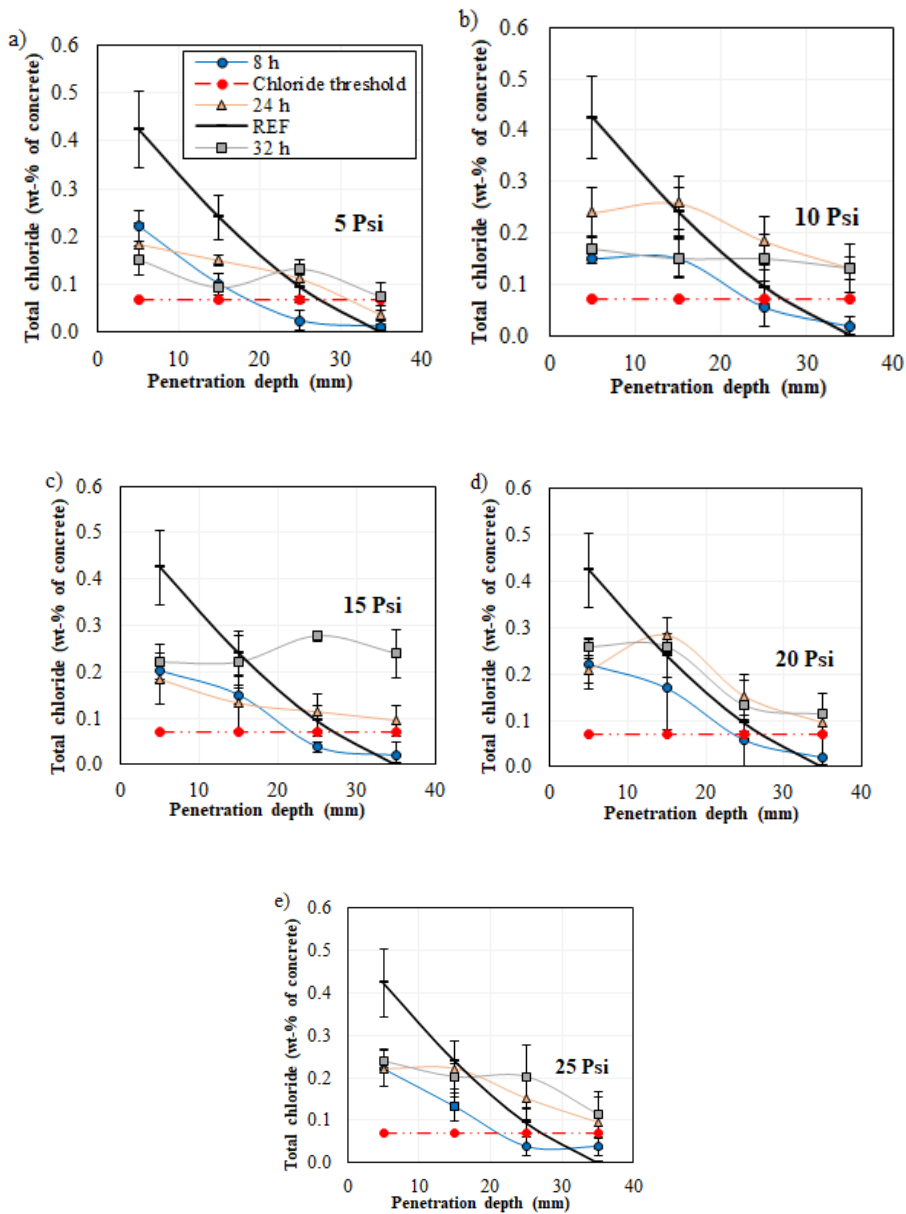 a)
Total chloride (wt-% of concrete)
0.6
0.5
0.4
0.3
0.2
0.1
0.0
8 h
Chloride threshold
24 h
REF
32 h
5 Psi
0 10 20 30 40
Penetration depth (mm)
b)
Total chloride (wt-% of concrete)
0.6
0.5
0.4
0.3
0.2
0.1
0.0
10 Psi
0 10 20 30 40
Penetration depth (mm)
c)
Total chloride (wt-% of concrete)
0.6
0.5
0.4
0.3
0.2
0.1
0.0
15 Psi
0 10 20 30 40
Penetration depth (mm)
d)
Total chloride (wt-% of concrete)
0.6
0.5
0.4
0.3
0.2
0.1
0.0
20 Psi
0 10 20 30 40
Penetration depth (mm)
e)
Total chloride (wt-% of concrete)
0.6
0.5
0.4
0.3
0.2
0.1
0.0
25 Psi
0 10 20 30 40
Penetration depth (mm)